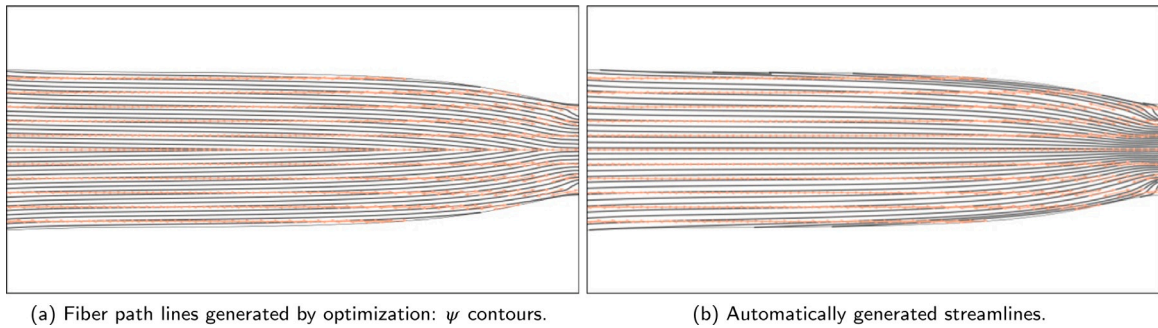 (a) Fiber path lines generated by optimization: ψ contours.
(b) Automatically generated streamlines.